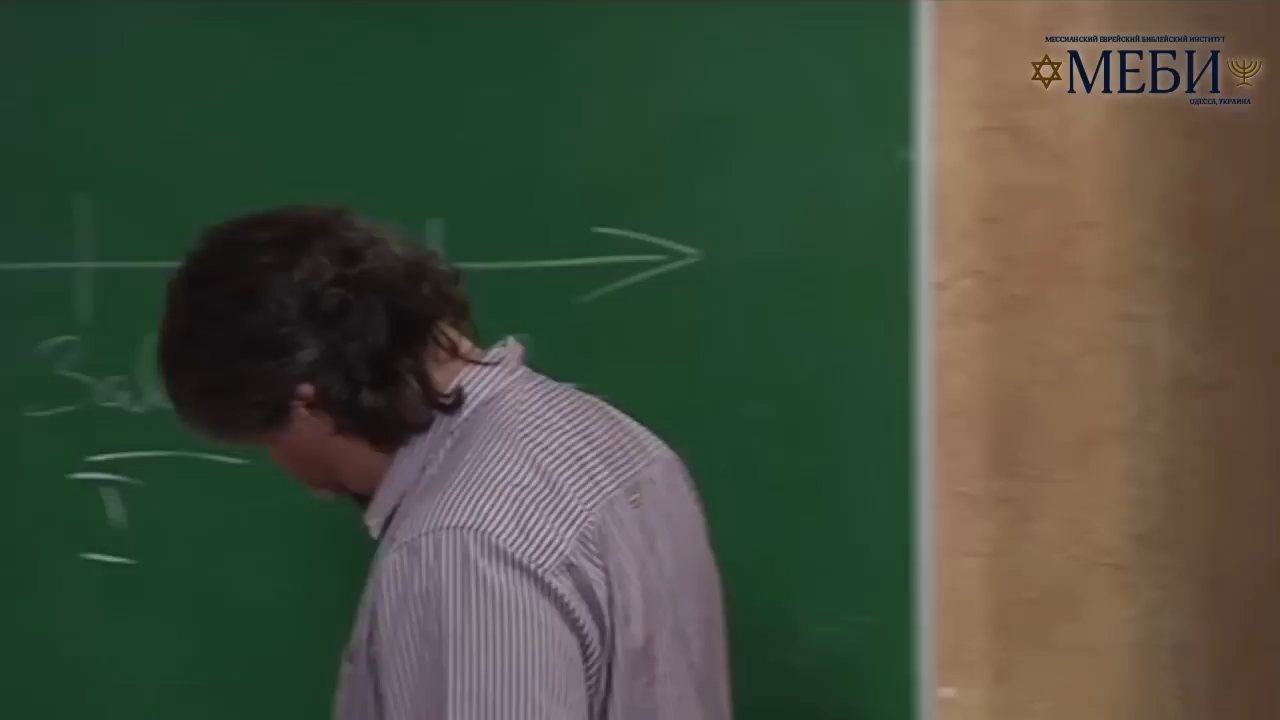 МЕССИАНСКИЙ ЕВРЕЙСКИЙ БИБЛЕЙСКИЙ ИНСТИТУТ
МЕБИ
ОДЕССА, УКРАИНА